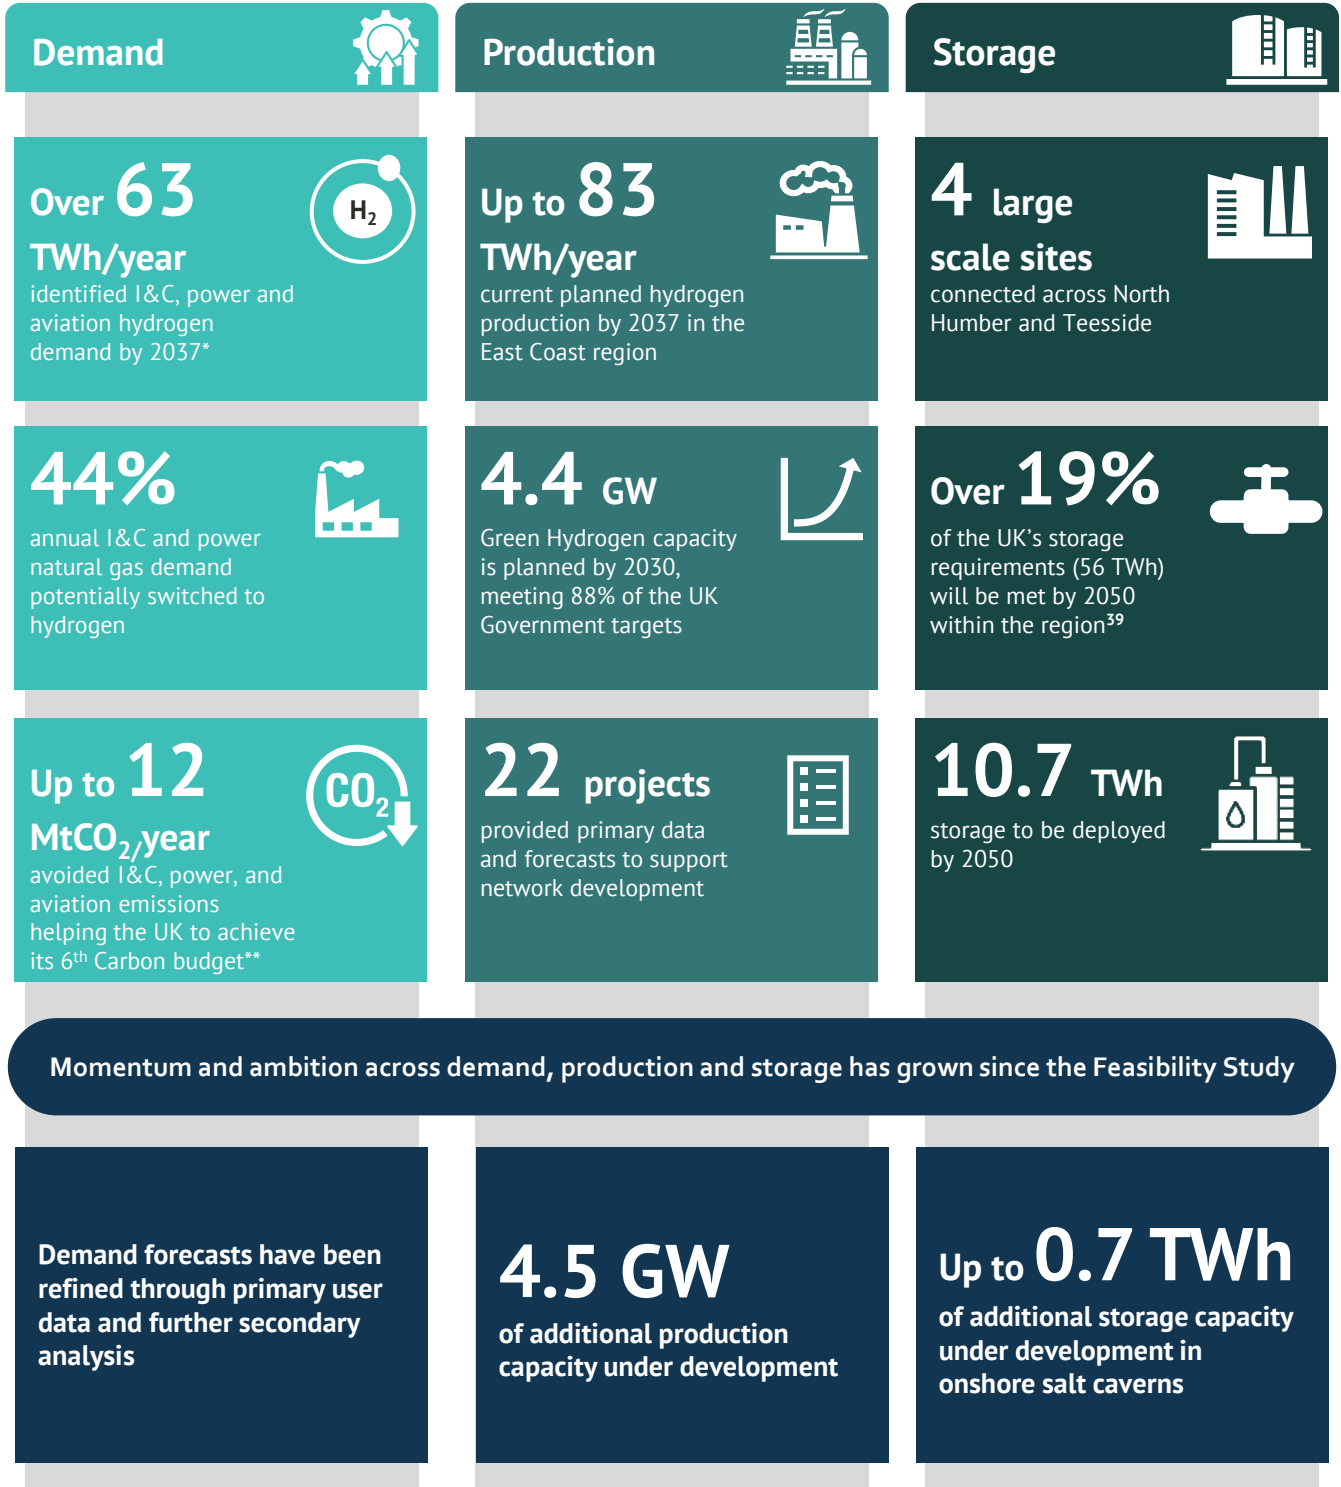 Demand
Over 63
TWh/year
H₂
identified I&C, power and
aviation hydrogen
demand by 2037*
44%
annual I&C and power
natural gas demand
potentially switched to
hydrogen
Up to 12
MtCO₂/year
CO₂
avoided I&C, power, and
aviation emissions
helping the UK to achieve
its 6th Carbon budget**
Production
Up to 83
TWh/year
current planned hydrogen
production by 2037 in the
East Coast region
4.4 GW
Green Hydrogen capacity
is planned by 2030,
meeting 88% of the UK
Government targets
22 projects
provided primary data
and forecasts to support
network development
Storage
4 large
scale sites
connected across North
Humber and Teesside
Over 19%
of the UK’s storage
requirements (56 TWh)
will be met by 2050
within the region³⁹
10.7 TWh
storage to be deployed
by 2050
Momentum and ambition across demand, production and storage has grown since the Feasibility Study
Demand forecasts have been
refined through primary user
data and further secondary
analysis
4.5 GW
of additional production
capacity under development
Up to 0.7 TWh
of additional storage capacity
under development in
onshore salt caverns